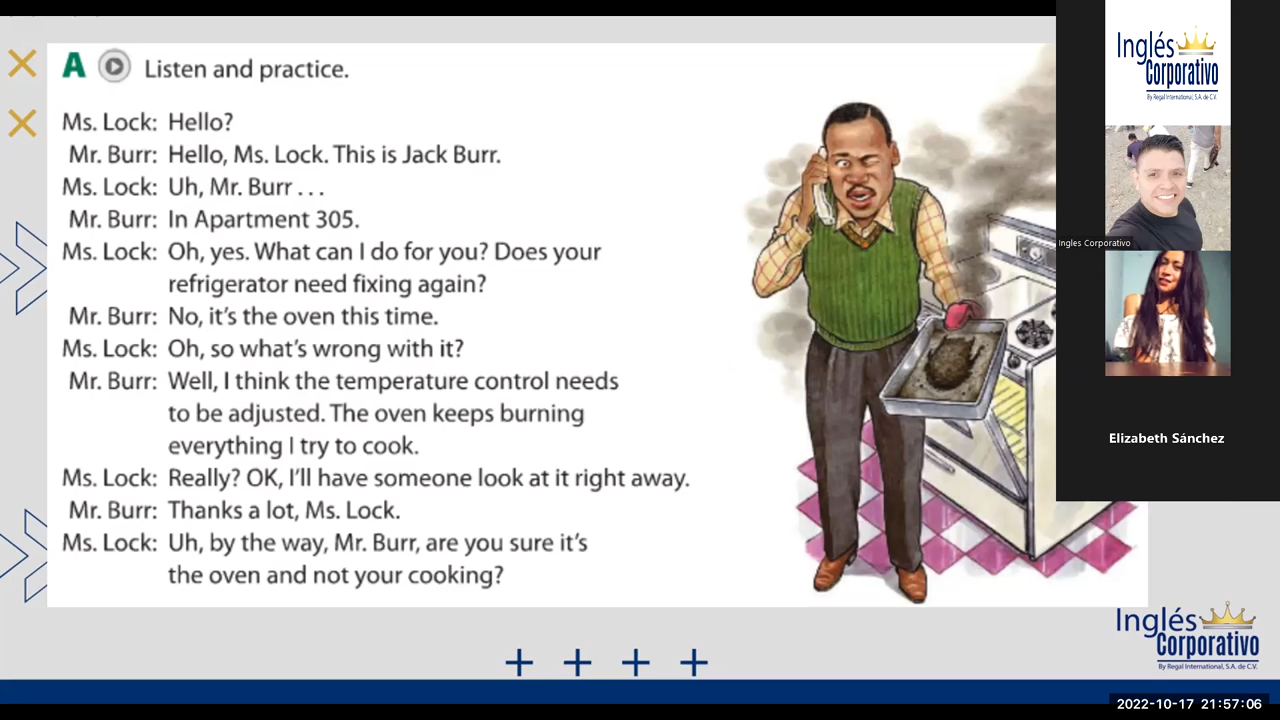 A Listen and practice.
Ms. Lock: Hello?
Mr. Burr: Hello, Ms. Lock. This is Jack Burr.
Ms. Lock: Uh, Mr. Burr . . .
Mr. Burr: In Apartment 305.
Ms. Lock: Oh, yes. What can I do for you? Does your
refrigerator need fixing again?
Mr. Burr: No, it's the oven this time.
Ms. Lock: Oh, so what's wrong with it?
Mr. Burr: Well, I think the temperature control needs
to be adjusted. The oven keeps burning
everything I try to cook.
Ms. Lock: Really? OK, I'll have someone look at it right away.
Mr. Burr: Thanks a lot, Ms. Lock.
Ms. Lock: Uh, by the way, Mr. Burr, are you sure it's
the oven and not your cooking?
Inglés
Corporativo
By Regal International, S.A. de C.V.
Ingles Corporativo
Elizabeth Sánchez
Inglés
Corporativo
By Regal International, S.A. de C.V.
2022-10-17 21:57:06